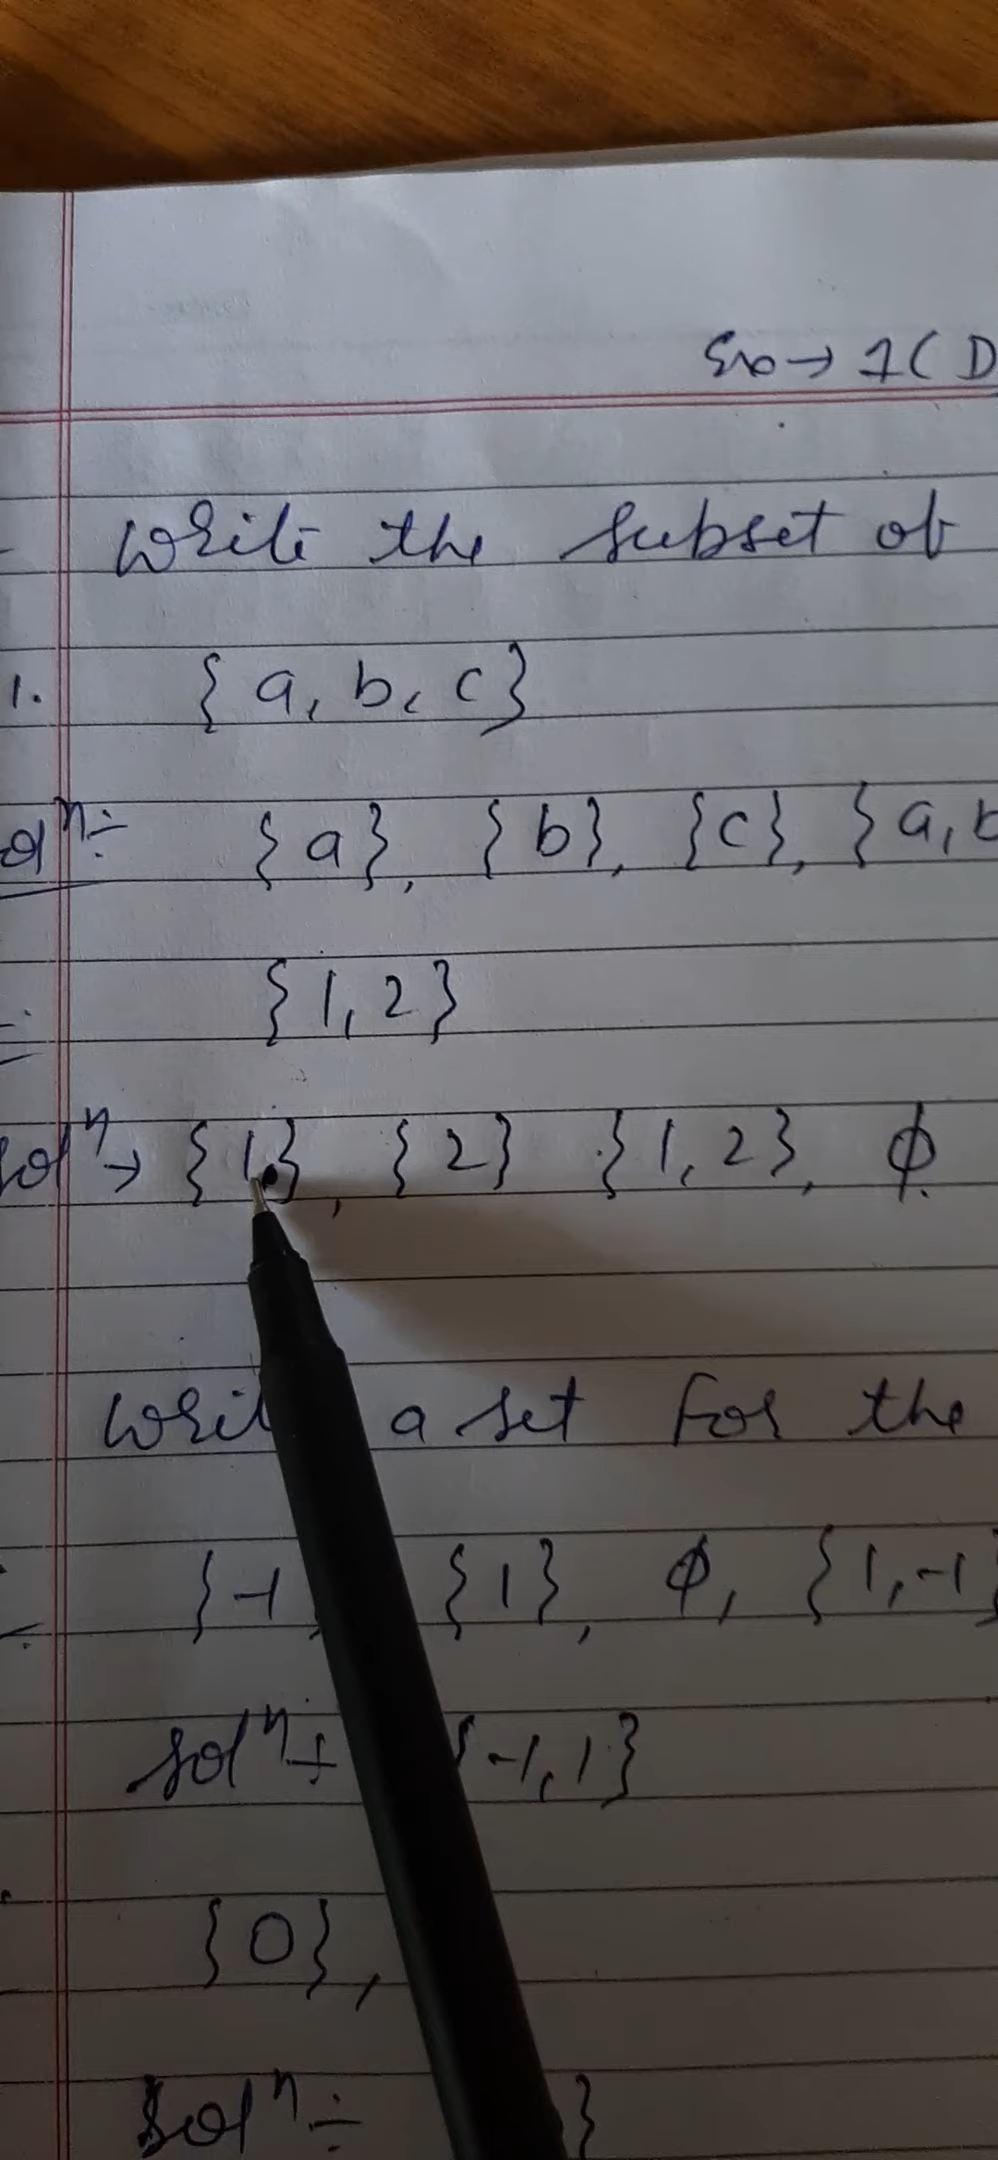 Ex → 1(D
Write the subset of
1. { a, b, c}
solⁿ÷ {a}, {b}, {c}, {a, b
{1,2}
Solⁿ→ {1}, {2} {1,2}, ϕ.
a set for the
{-1 {1}, ϕ, {1,-1}
solⁿ÷ {-1,1}
{0},
Solⁿ÷ }